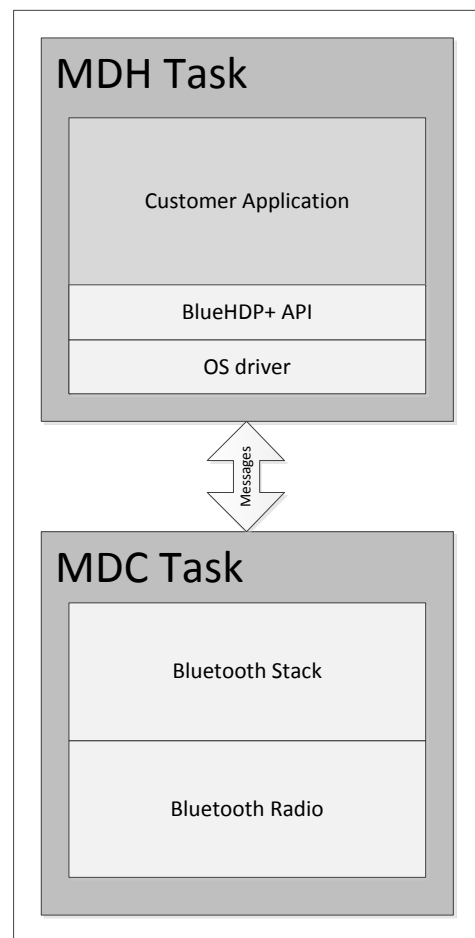 MDH Task
Customer Application
BlueHDP+ API
OS driver
Messages
MDC Task
Bluetooth Stack
Bluetooth Radio